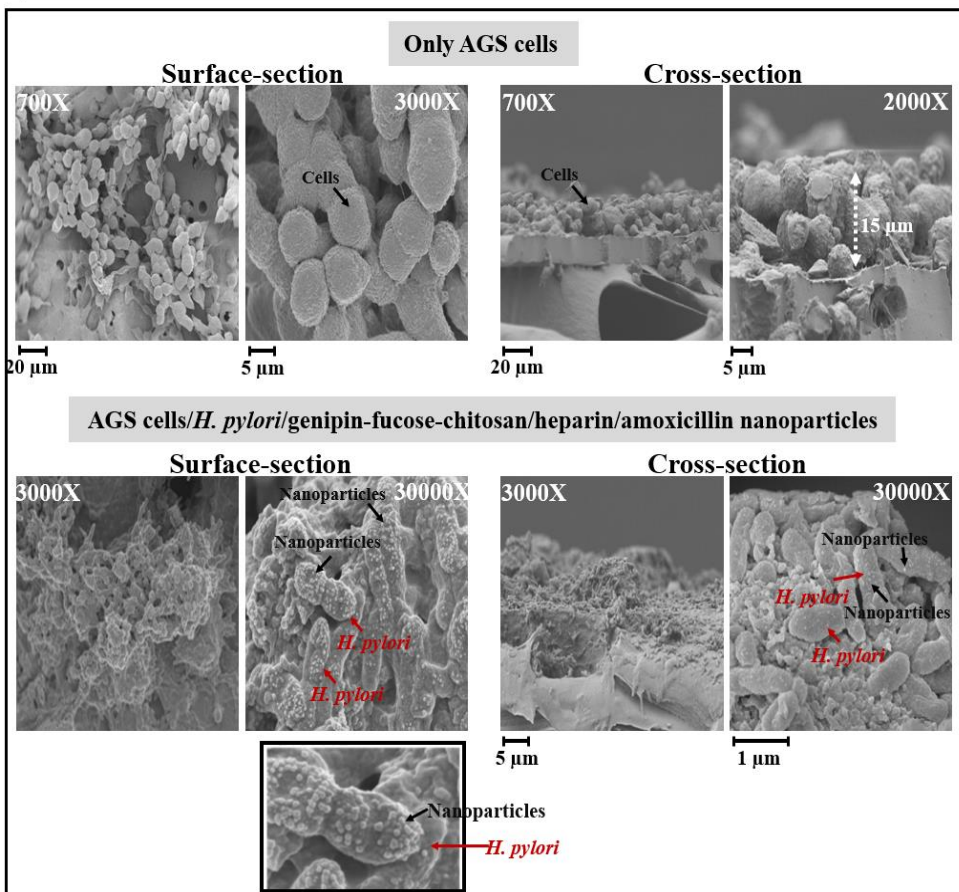 Only AGS cells
Surface-section
Cross-section
700X
3000X
700X
2000X
Cells
Cells
15 μm
20 μm
5 μm
20 μm
5 μm
AGS cells/H. pylori/genipin-fucose-chitosan/heparin/amoxicillin nanoparticles
Surface-section
Cross-section
3000X
30000X
3000X
30000X
Nanoparticles
Nanoparticles
H. pylori
H. pylori
Nanoparticles
H. pylori
Nanoparticles
H. pylori
5 μm
1 μm
Nanoparticles
H. pylori